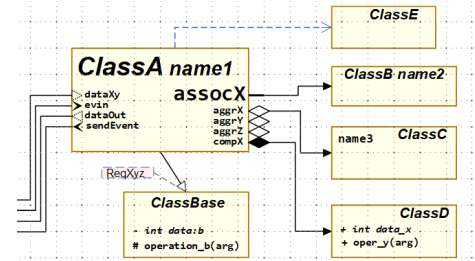 ClassE
ClassA name1
ClassB name2
assocX
dataXy
evin
dataOut
sendEvent
aggrX
aggrY
aggrZ
compX
name3
ClassC
ReqXyz
ClassBase
- int data:b
# operation_b(arg)
ClassD
+ int data_x
+ oper_y(arg)